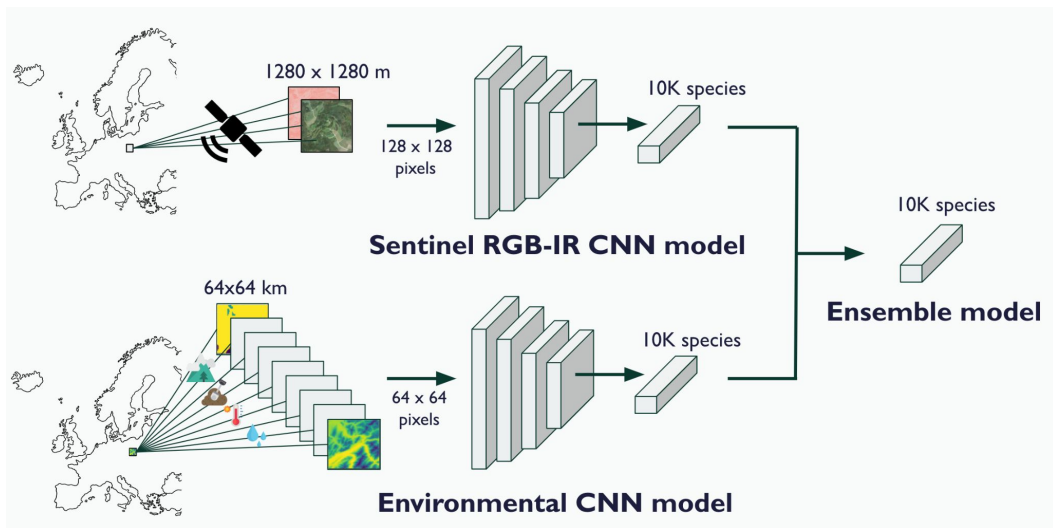 1280 x 1280 m
128 x 128
pixels
10K species
Sentinel RGB-IR CNN model
10K species
Ensemble model
64x64 km
64 x 64
pixels
10K species
Environmental CNN model